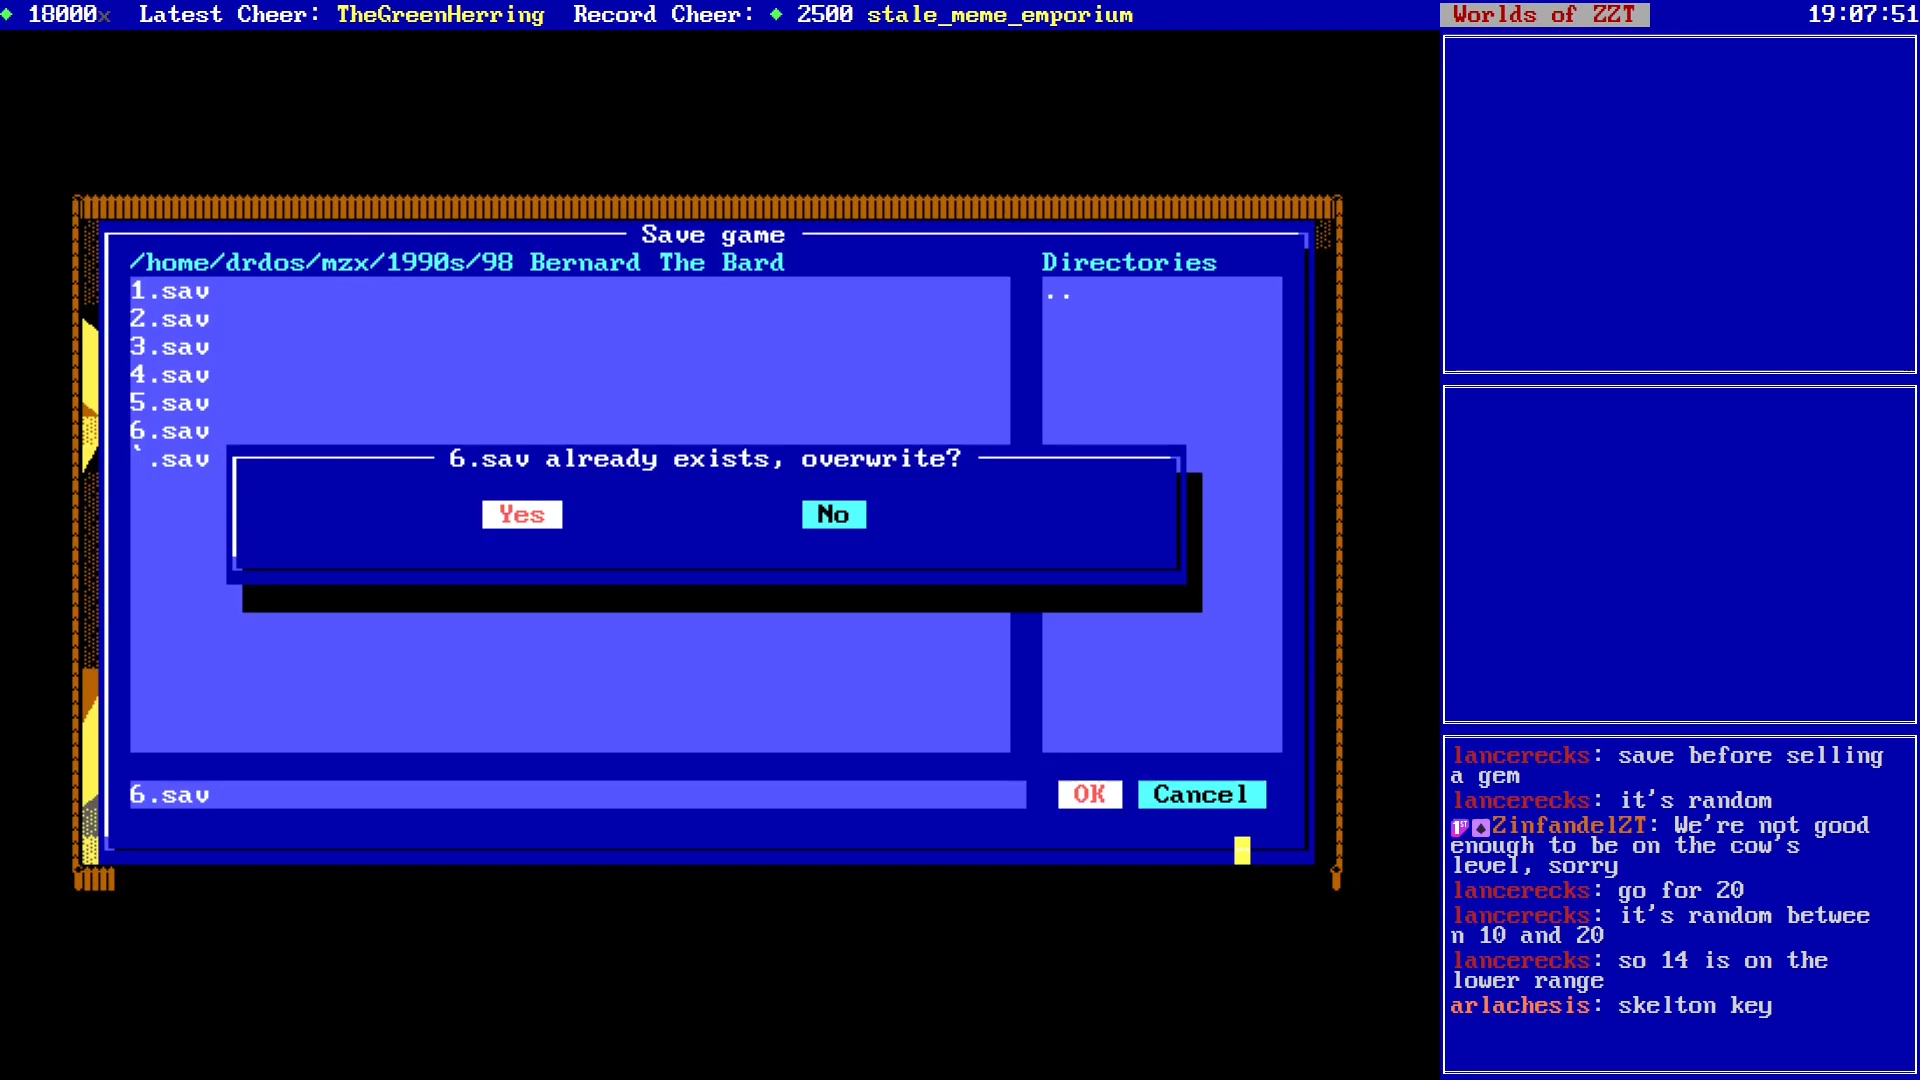 ♦ 18000x Latest Cheer: TheGreenHerring Record Cheer: ♦ 2500 stale_meme_emporium
Worlds of ZZT 19:07:51
Save game
/home/drdos/mzx/1990s/98 Bernard The Bard
Directories
1.sav
..
2.sav
3.sav
4.sav
5.sav
6.sav
`.sav
6.sav already exists, overwrite?
Yes No
6.sav
OK Cancel
lancerecks: save before selling
a gem
lancerecks: it's random
1ST ZinfandelZT: We're not good
enough to be on the cow's
level, sorry
lancerecks: go for 20
lancerecks: it's random betwee
n 10 and 20
lancerecks: so 14 is on the
lower range
arlachesis: skelton key